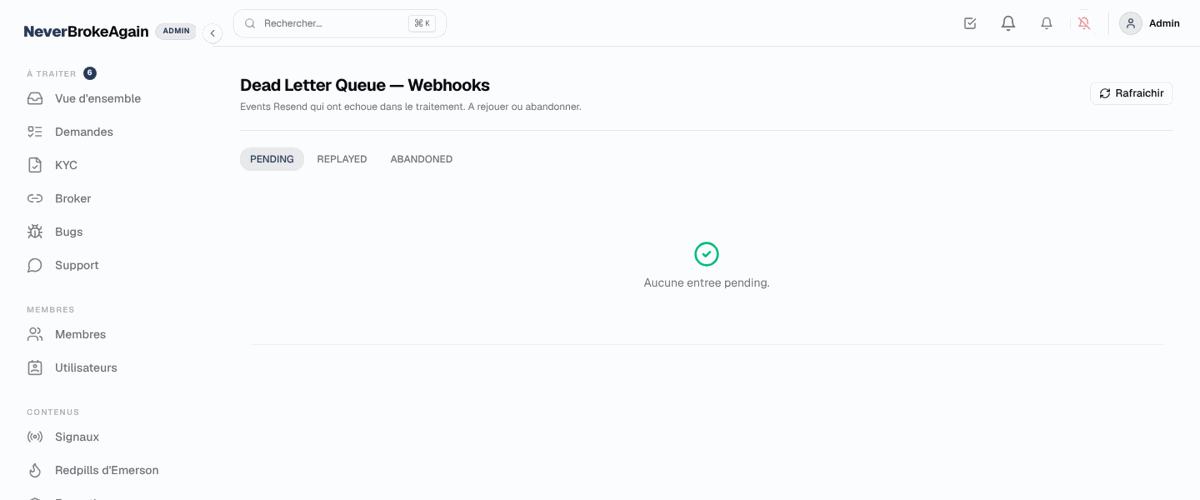 NeverBrokeAgain ADMIN
Rechercher... ⌘ K
Admin
À TRAITER 6
Vue d'ensemble
Demandes
KYC
Broker
Bugs
Support
MEMBRES
Membres
Utilisateurs
CONTENUS
Signaux
Redpills d'Emerson
Dead Letter Queue — Webhooks
Events Resend qui ont echoue dans le traitement. A rejouer ou abandonner.
Rafraichir
PENDING REPLAYED ABANDONED
Aucune entree pending.